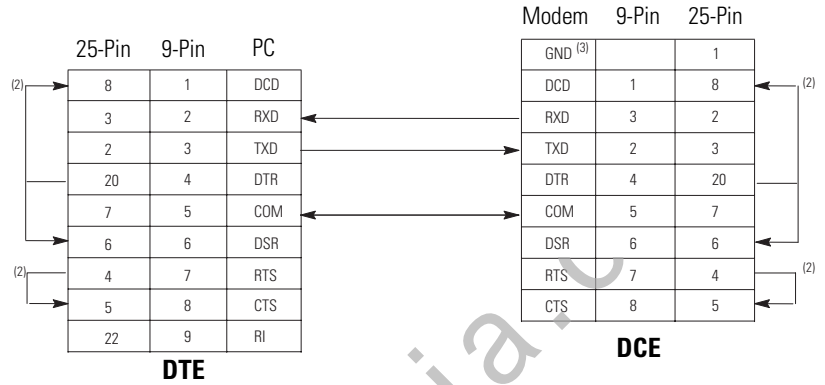 25-Pin 9-Pin PC
(2) 8 1 DCD
3 2 RXD
2 3 TXD
20 4 DTR
7 5 COM
6 6 DSR
(2) 4 7 RTS
5 8 CTS
22 9 RI
DTE
Modem 9-Pin 25-Pin
GND (3) 1
DCD 1 8 (2)
RXD 3 2
TXD 2 3
DTR 4 20
COM 5 7
DSR 6 6
RTS 7 4 (2)
CTS 8 5
DCE